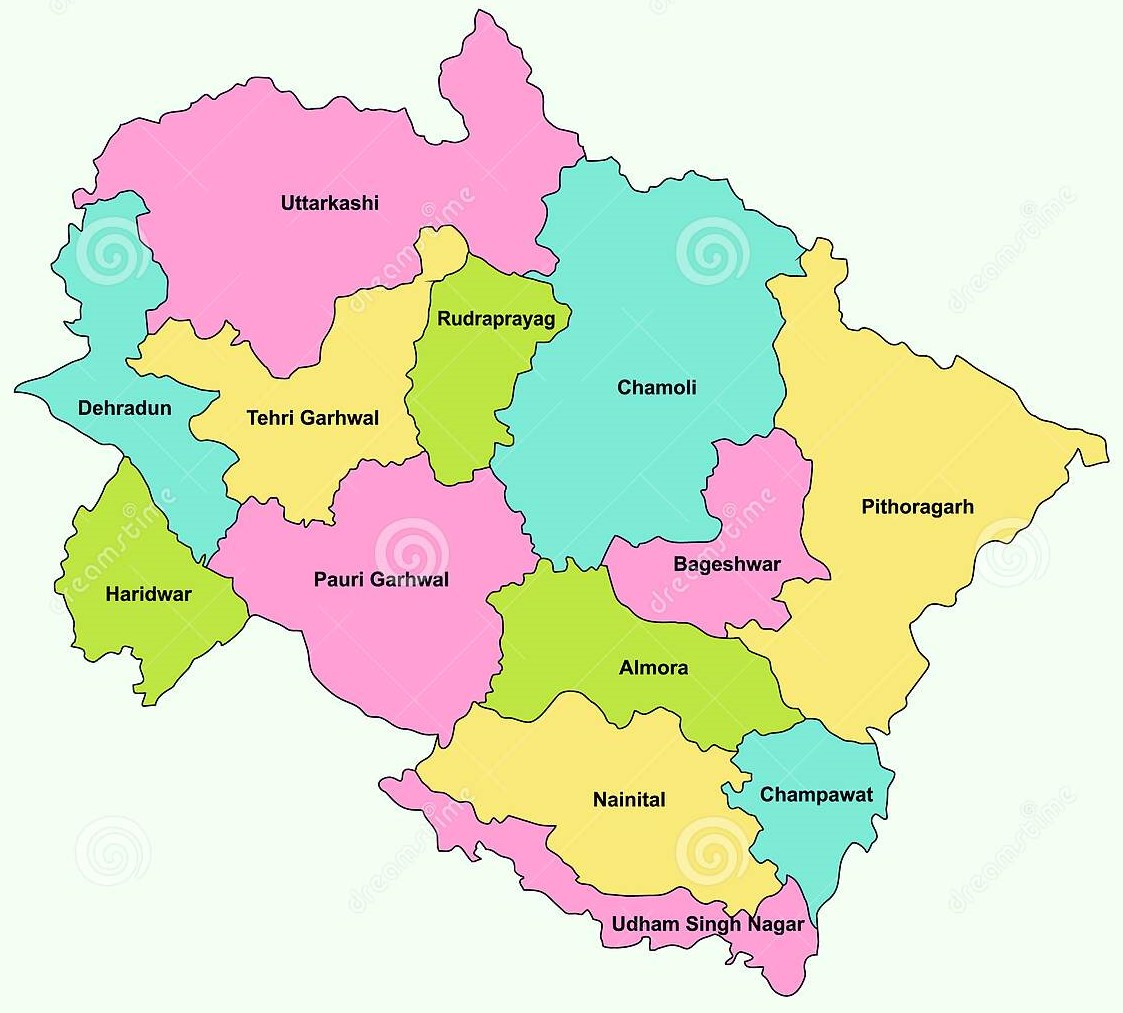 Uttarkashi
Rudraprayag
Chamoli
Dehradun
Tehri Garhwal
Pithoragarh
Bageshwar
Pauri Garhwal
Haridwar
Almora
Champawat
Nainital
Udham Singh Nagar
dreamstime
dreamstime
dreamstime
dreamstime
dreamstime
dreamstime
dreamstime